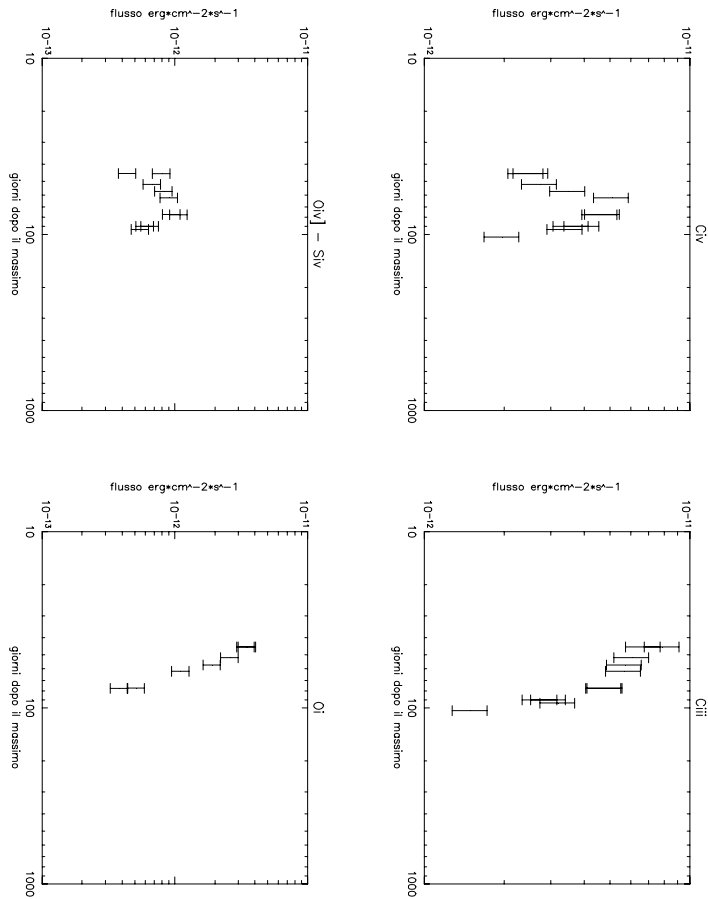 Civ
flusso erg*cm^-2*s^-1
10^-11
10^-12
10
100
1000
giorni dopo il massimo
Ciii
flusso erg*cm^-2*s^-1
10^-11
10^-12
10
100
1000
giorni dopo il massimo
Oiv] - Siv
flusso erg*cm^-2*s^-1
10^-11
10^-12
10^-13
10
100
1000
giorni dopo il massimo
Oi
flusso erg*cm^-2*s^-1
10^-11
10^-12
10^-13
10
100
1000
giorni dopo il massimo